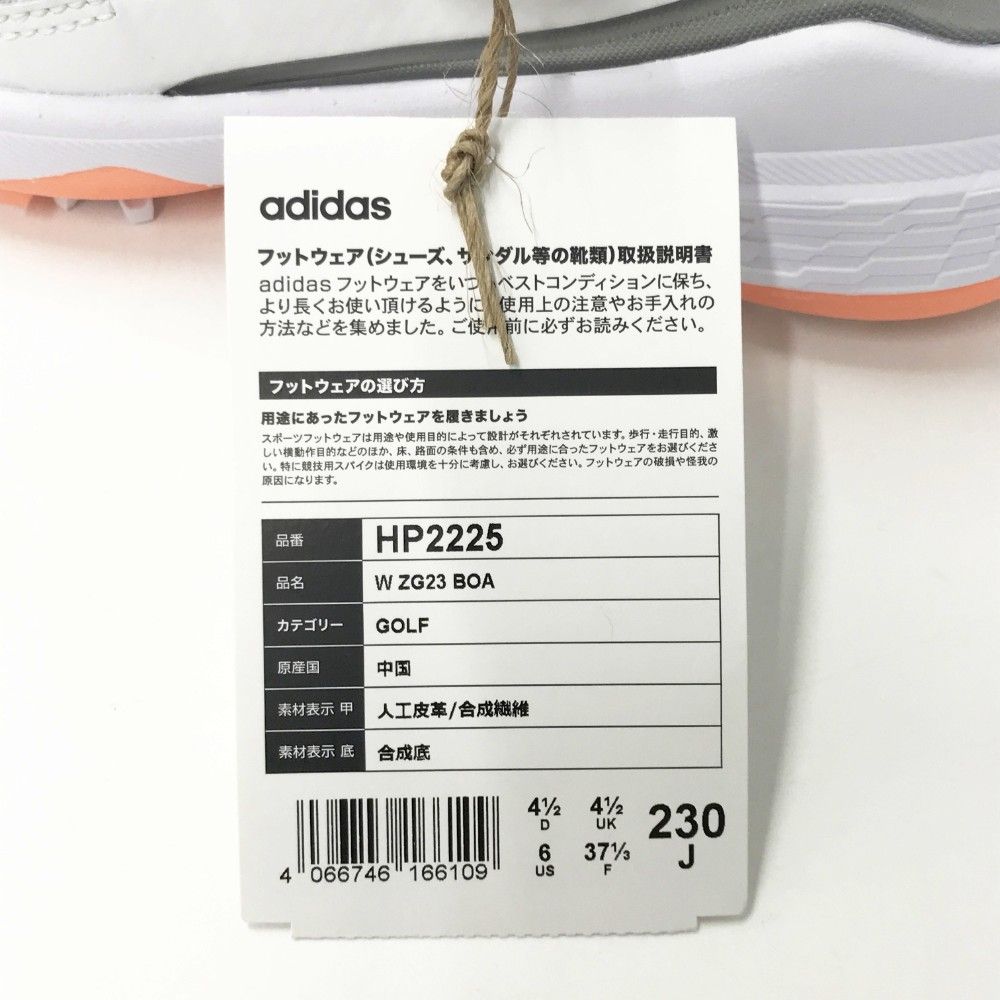 adidas
フットウェア(シューズ、サンダル等の靴類)取扱説明書
adidas フットウェアをいつもベストコンディションに保ち、
より長くお使い頂けるように、使用上の注意やお手入れの
方法などを集めました。ご使用前に必ずお読みください。
フットウェアの選び方
用途にあったフットウェアを履きましょう
スポーツフットウェアは用途や使用目的によって設計がそれぞれされています。歩行・走行目的、激
しい横動作目的などのほか、床、路面の条件も含め、必ず用途に合ったフットウェアをお選びくださ
い。特に競技用スパイクは使用環境を十分に考慮し、お選びください。フットウェアの破損や怪我の
原因になります。
品番 HP2225
品名 W ZG23 BOA
カテゴリー GOLF
原産国 中国
素材表示 甲 人工皮革/合成繊維
素材表示 底 合成底
4 066746 166109
4½ D 4½ UK 230 J
6 US 37⅓ F